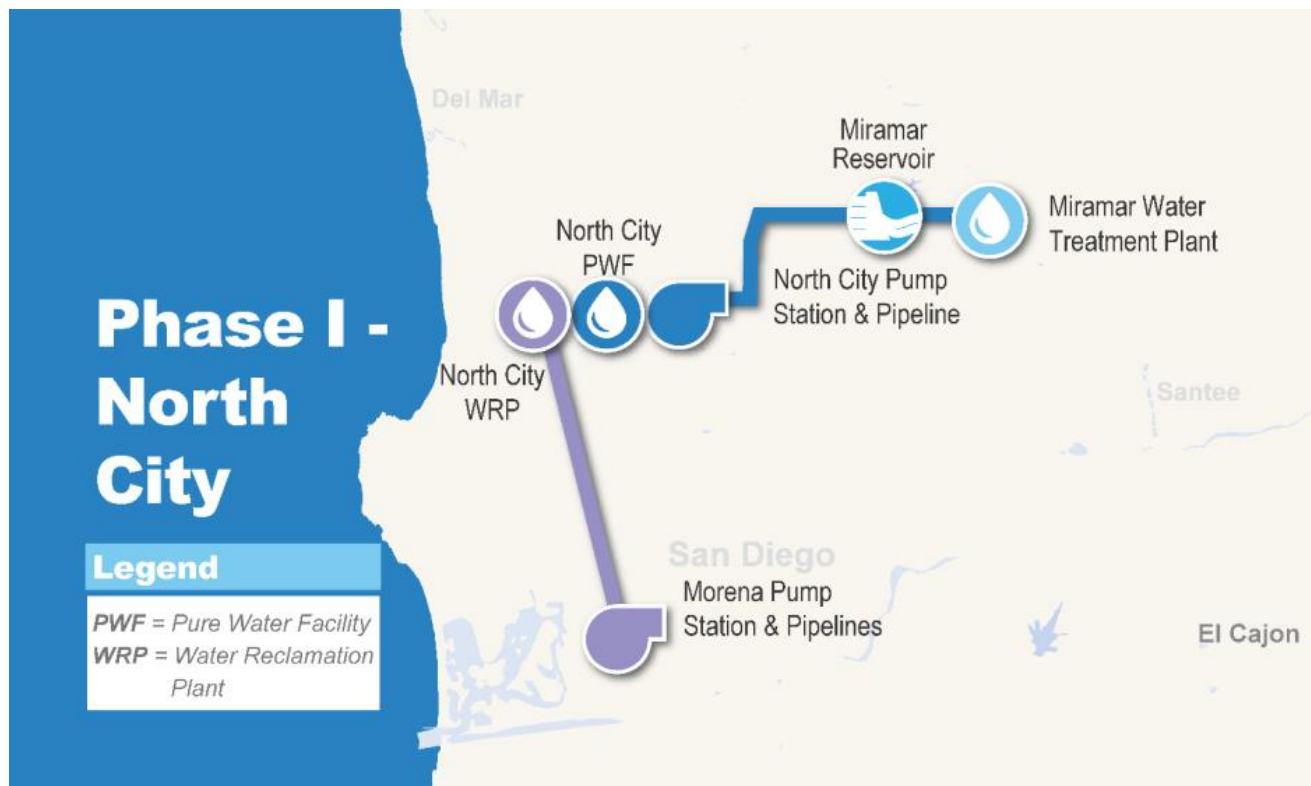 Del Mar
Miramar
Reservoir
Miramar Water
Treatment Plant
North City
PWF
North City Pump
Station & Pipeline
Phase I -
North
City
North City
WRP
Santee
San Diego
Morena Pump
Station & Pipelines
El Cajon
Legend
PWF = Pure Water Facility
WRP = Water Reclamation
Plant